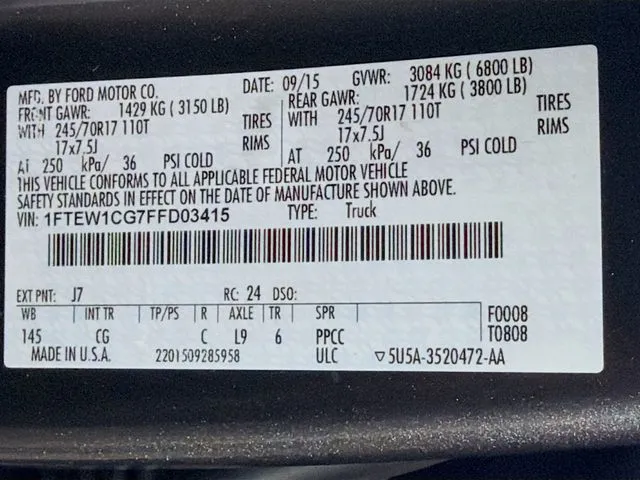 MFD. BY FORD MOTOR CO. DATE: 09/15 GVWR: 3084 KG ( 6800 LB)
FRONT GAWR: 1429 KG ( 3150 LB) REAR GAWR: 1724 KG ( 3800 LB)
WITH 245/70R17 110T TIRES WITH 245/70R17 110T TIRES
17x7.5J RIMS 17x7.5J RIMS
AT 250 kPa/ 36 PSI COLD AT 250 kPa/ 36 PSI COLD
THIS VEHICLE CONFORMS TO ALL APPLICABLE FEDERAL MOTOR VEHICLE
SAFETY STANDARDS IN EFFECT ON THE DATE OF MANUFACTURE SHOWN ABOVE.
VIN: 1FTEW1CG7FFD03415 TYPE: Truck
EXT PNT: J7 RC: 24 DSO:
WB INT TR TP/PS R AXLE TR SPR F0008
145 CG C L9 6 PPCC T0808
MADE IN U.S.A. 2201509285958 ULC ▽5U5A-3520472-AA